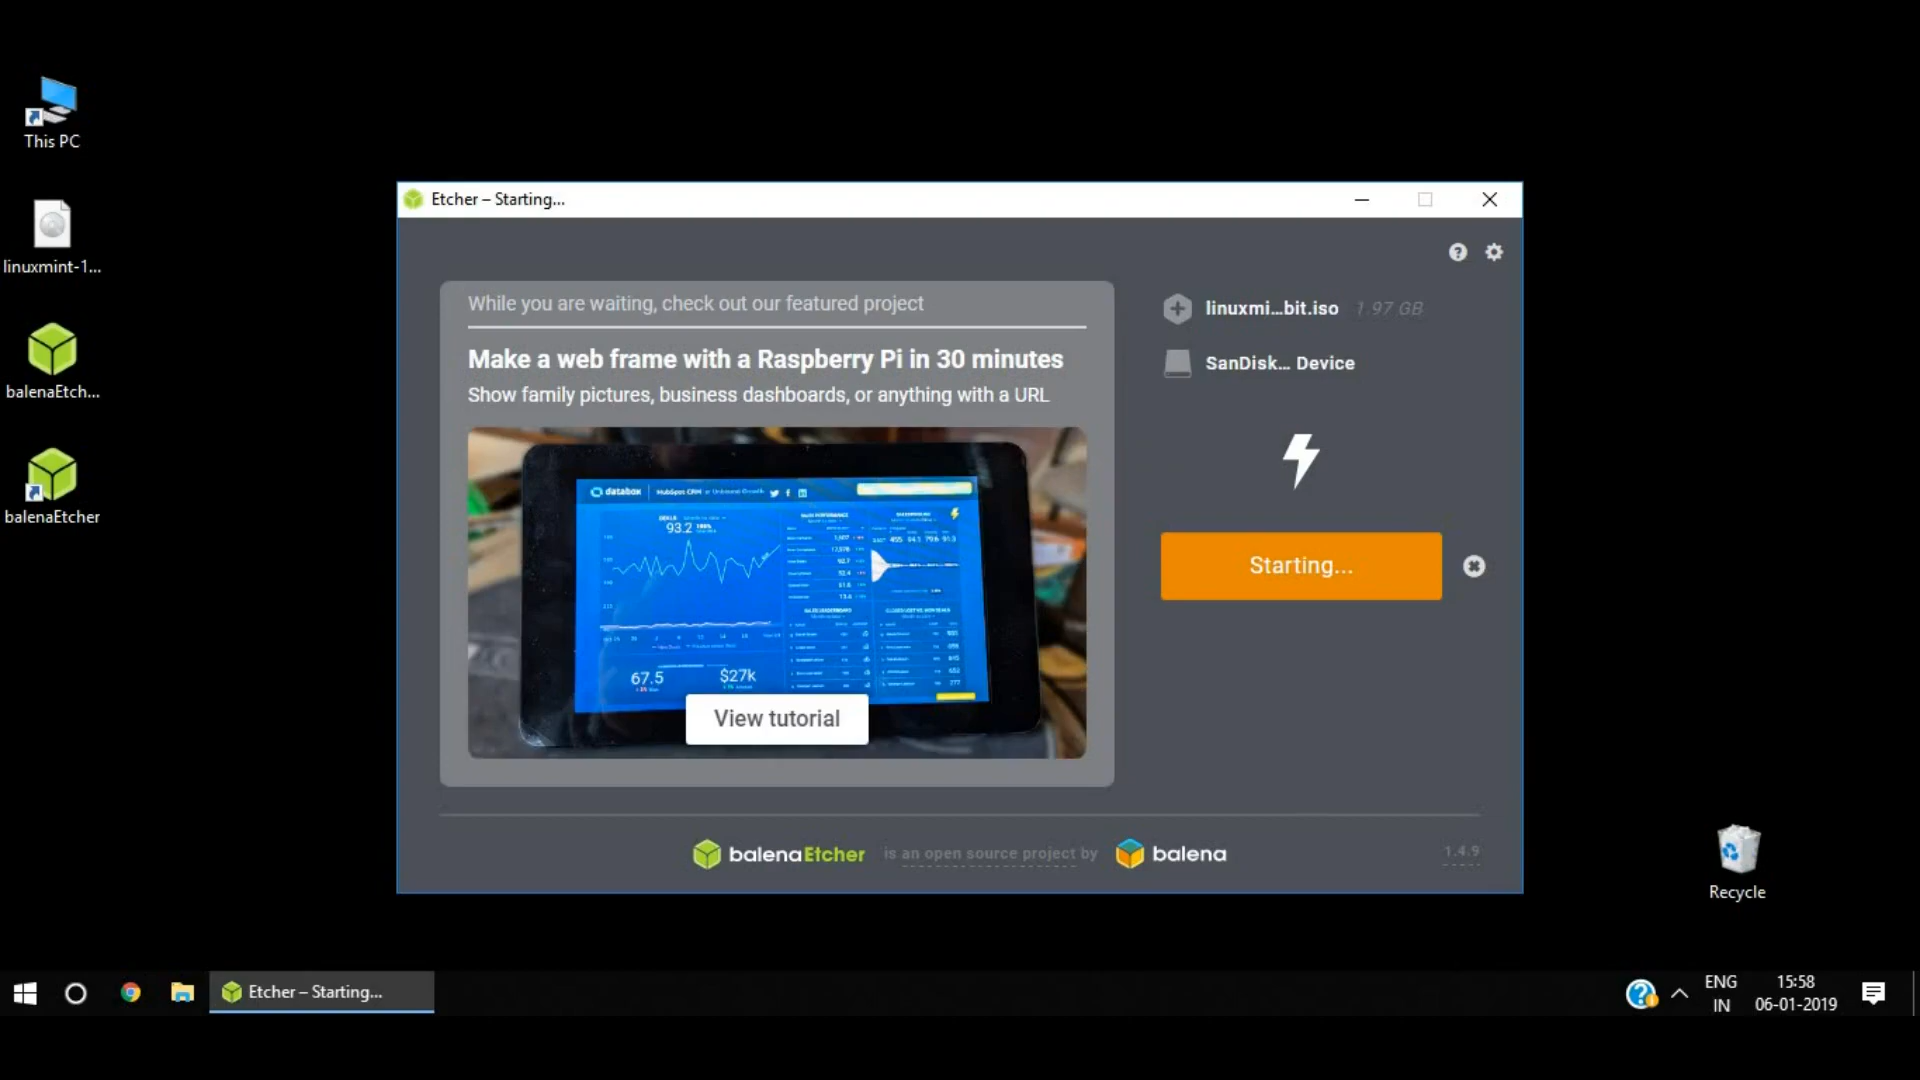 This PC
linuxmint-1...
balenaEtch...
balenaEtcher
Etcher – Starting...
While you are waiting, check out our featured project
Make a web frame with a Raspberry Pi in 30 minutes
Show family pictures, business dashboards, or anything with a URL
databox
HubSpot CRM
93.2
67.5
$27k
View tutorial
linuxmi...bit.iso 1.97 GB
SanDisk... Device
Starting...
balenaEtcher is an open source project by balena
1.4.9
Recycle
Etcher – Starting...
ENG
IN
15:58
06-01-2019